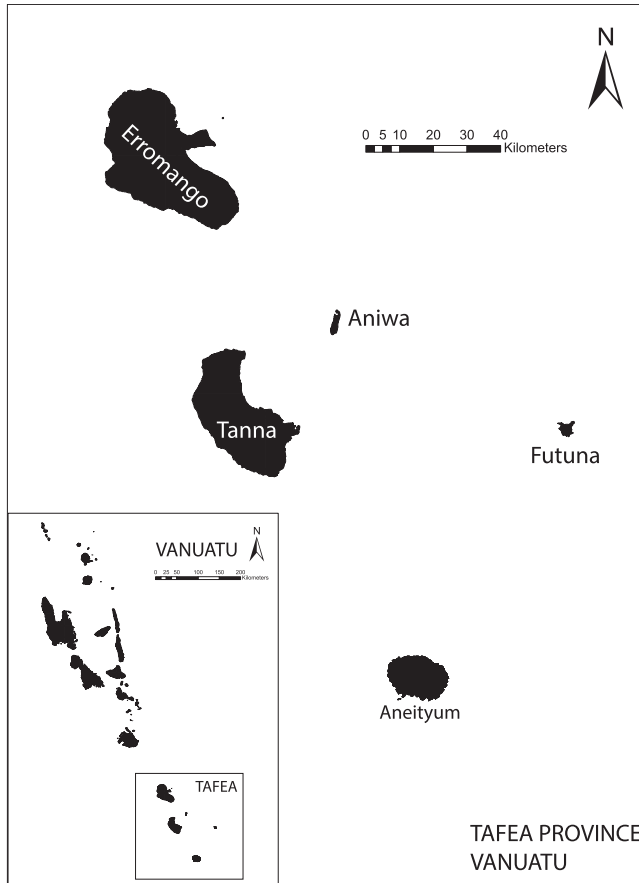 N
0 5 10 20 30 40
Kilometers
Erromango
Aniwa
Tanna
Futuna
N
VANUATU
0 25 50 100 150 200
Kilometers
Aneityum
TAFEA
TAFEA PROVINCE
VANUATU